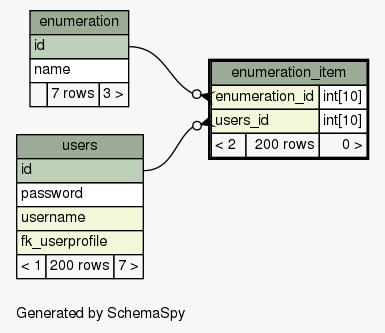 enumeration
id
name
7 rows 3 >
enumeration_item
enumeration_id int[10]
users_id int[10]
< 2 200 rows 0 >
users
id
password
username
fk_userprofile
< 1 200 rows 7 >
Generated by SchemaSpy